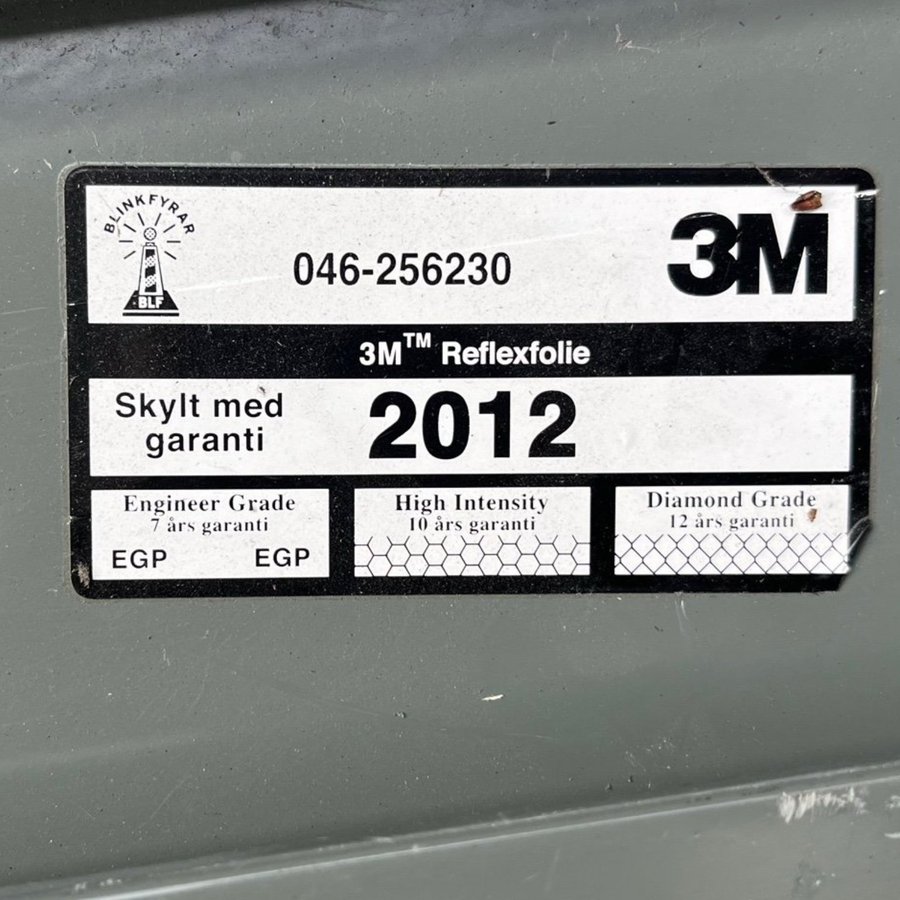 BLINKFYRAR
BLF
046-256230
3M
3M™ Reflexfolie
Skylt med
garanti
2012
Engineer Grade
7 års garanti
EGP EGP
High Intensity
10 års garanti
Diamond Grade
12 års garanti